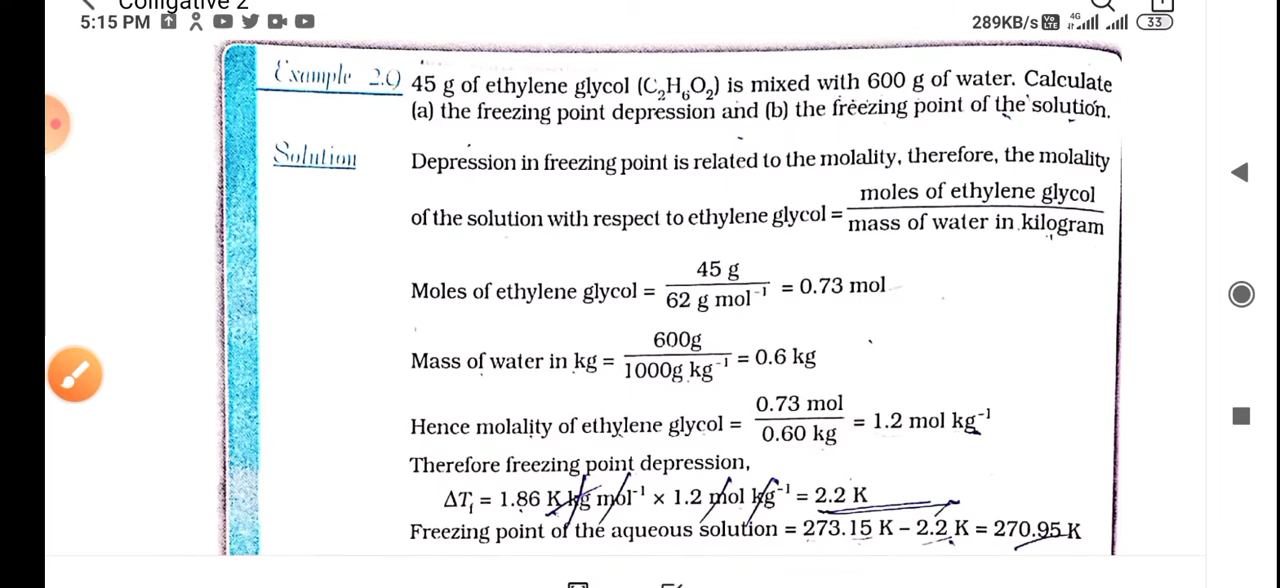 Colligative 2
5:15 PM 289KB/s Vo LTE 4G 33
Example 2.9 45 g of ethylene glycol (C₂H₆O₂) is mixed with 600 g of water. Calculate
(a) the freezing point depression and (b) the freezing point of the solution.
Solution Depression in freezing point is related to the molality, therefore, the molality
of the solution with respect to ethylene glycol = moles of ethylene glycol / mass of water in kilogram
Moles of ethylene glycol = 45 g / 62 g mol⁻¹ = 0.73 mol
Mass of water in kg = 600g / 1000g kg⁻¹ = 0.6 kg
Hence molality of ethylene glycol = 0.73 mol / 0.60 kg = 1.2 mol kg⁻¹
Therefore freezing point depression,
ΔTf = 1.86 K kg mol⁻¹ × 1.2 mol kg⁻¹ = 2.2 K
Freezing point of the aqueous solution = 273.15 K – 2.2 K = 270.95 K